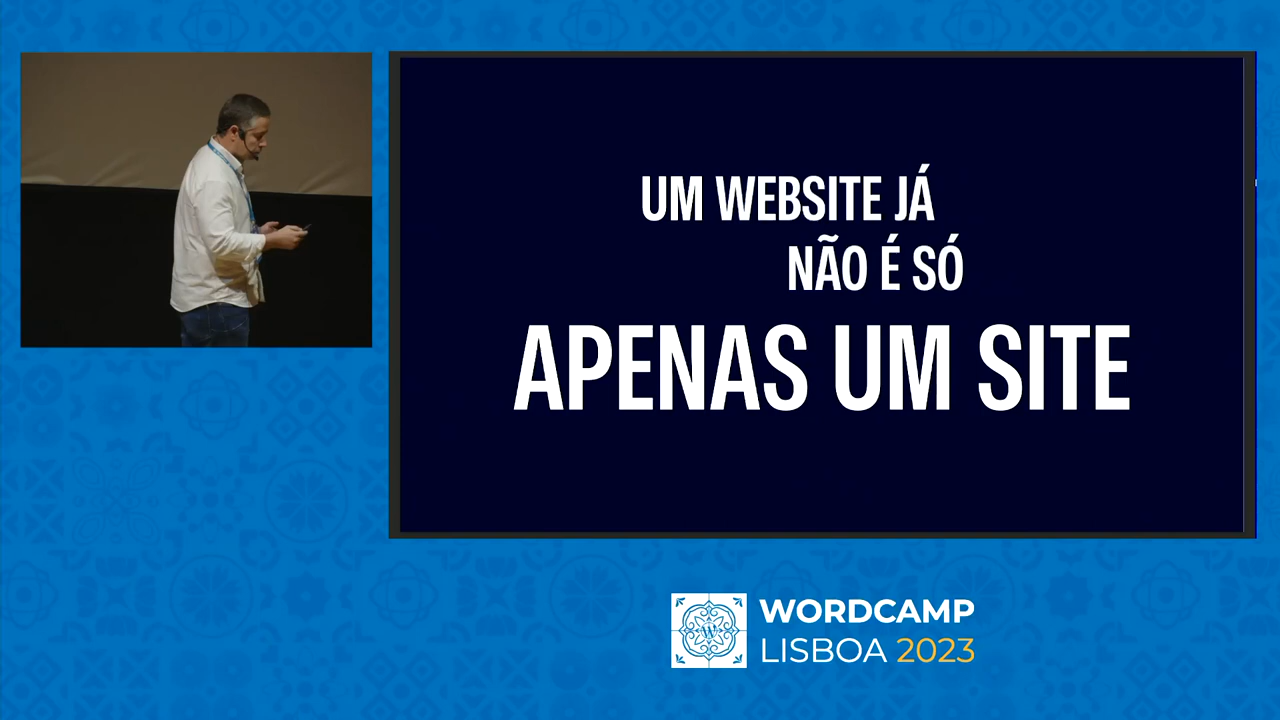 UM WEBSITE JÁ
NÃO É SÓ
APENAS UM SITE
WORDCAMP
LISBOA 2023